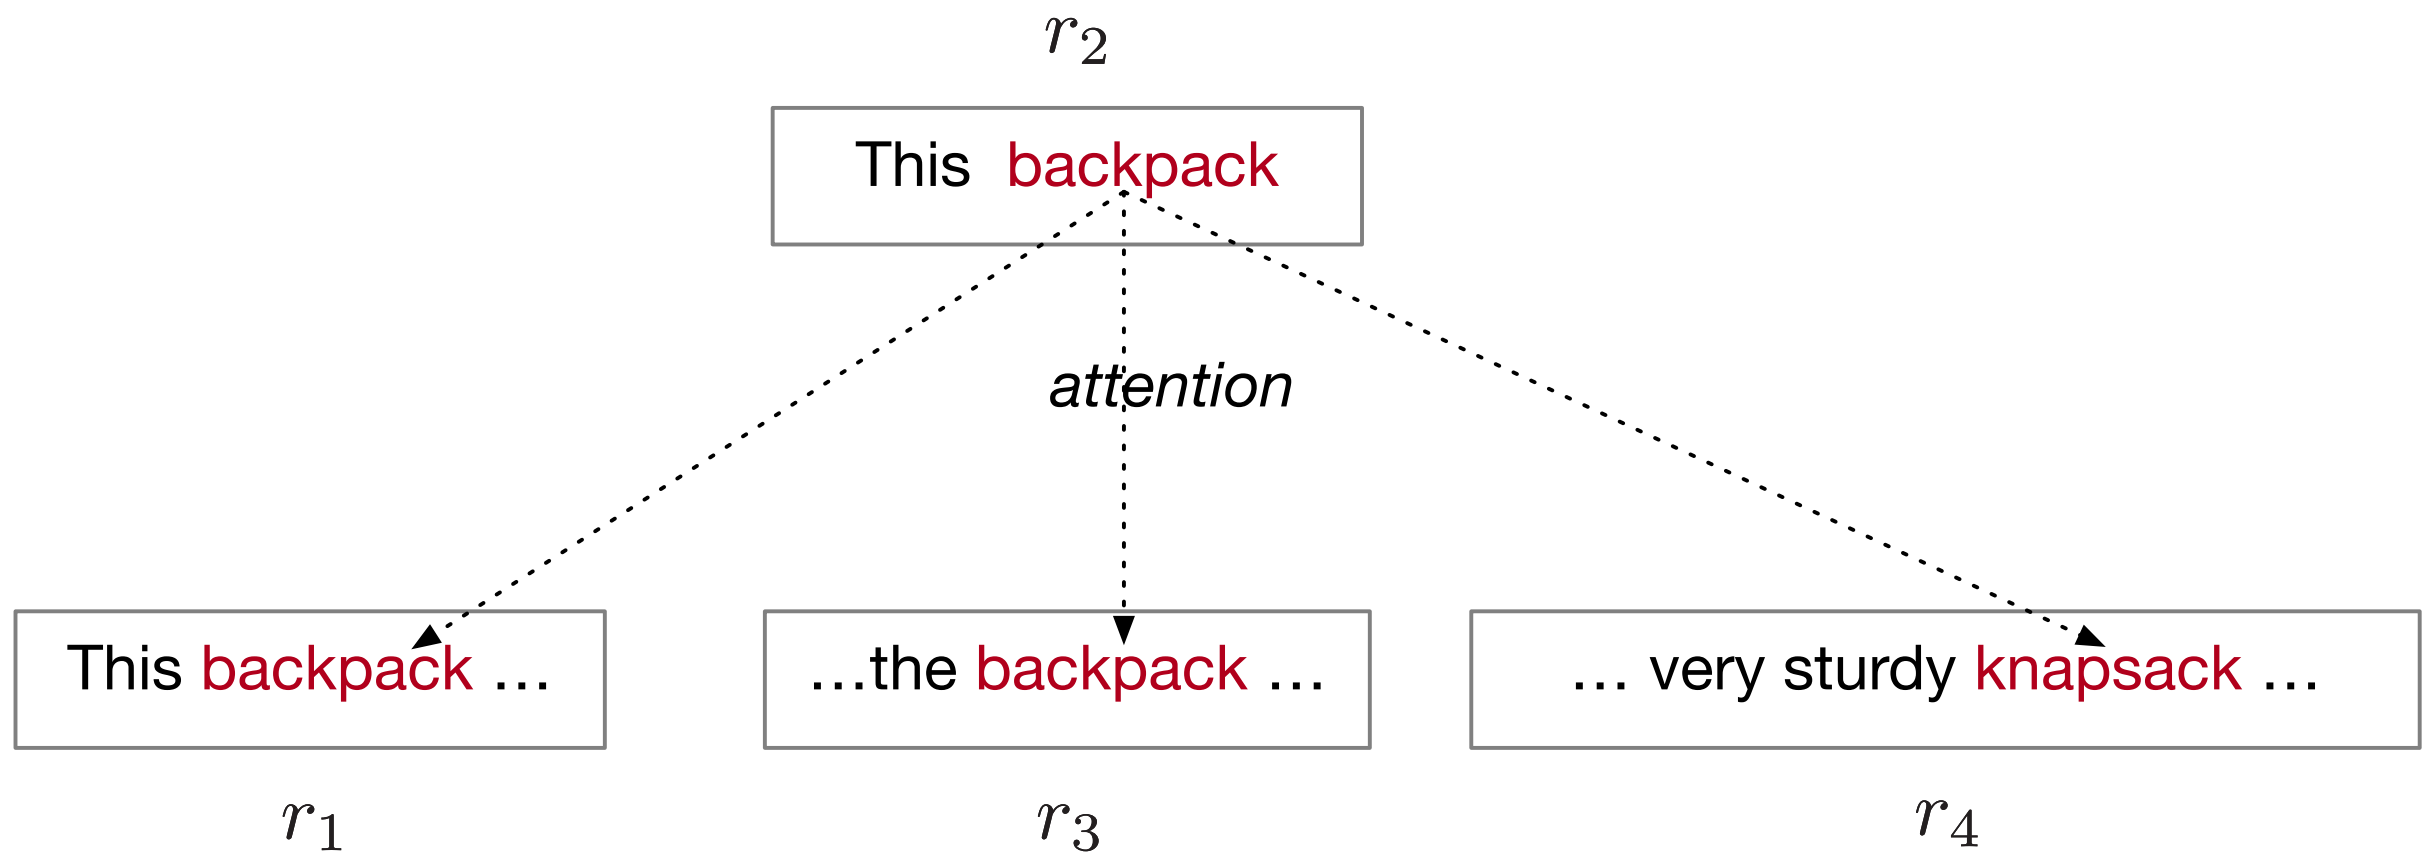 r2
This backpack
attention
This backpack ...
...the backpack ...
... very sturdy knapsack ...
r1
r3
r4